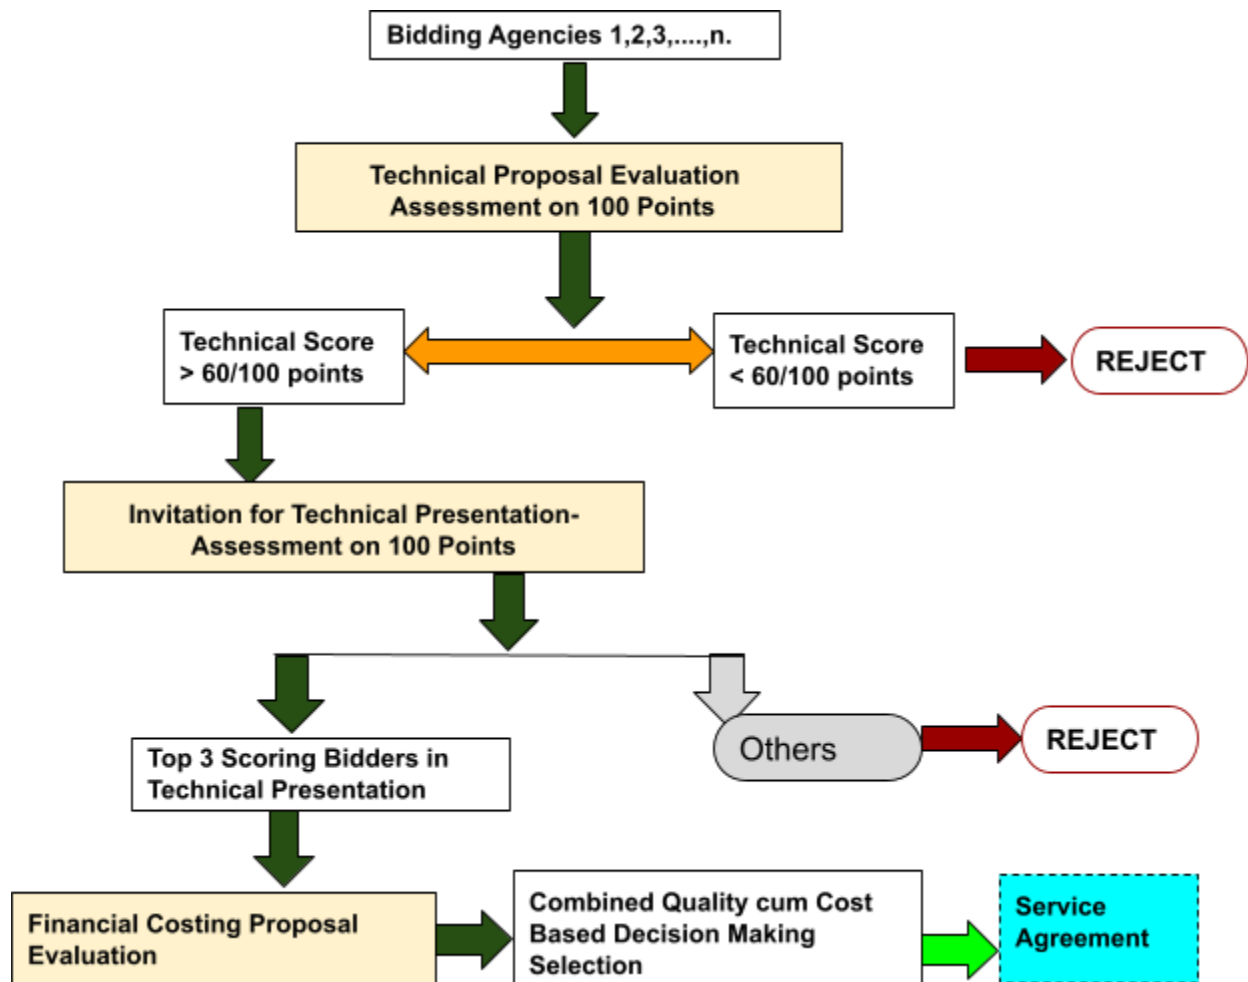 Bidding Agencies 1,2,3,....,n.
Technical Proposal Evaluation
Assessment on 100 Points
Technical Score
> 60/100 points
Technical Score
< 60/100 points
REJECT
Invitation for Technical Presentation-
Assessment on 100 Points
Top 3 Scoring Bidders in
Technical Presentation
Others
REJECT
Financial Costing Proposal
Evaluation
Combined Quality cum Cost
Based Decision Making
Selection
Service
Agreement